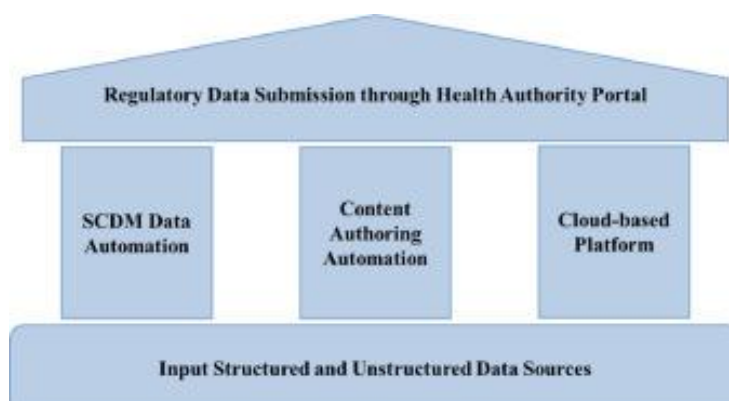 Regulatory Data Submission through Health Authority Portal
SCDM Data
Automation
Content
Authoring
Automation
Cloud-based
Platform
Input Structured and Unstructured Data Sources